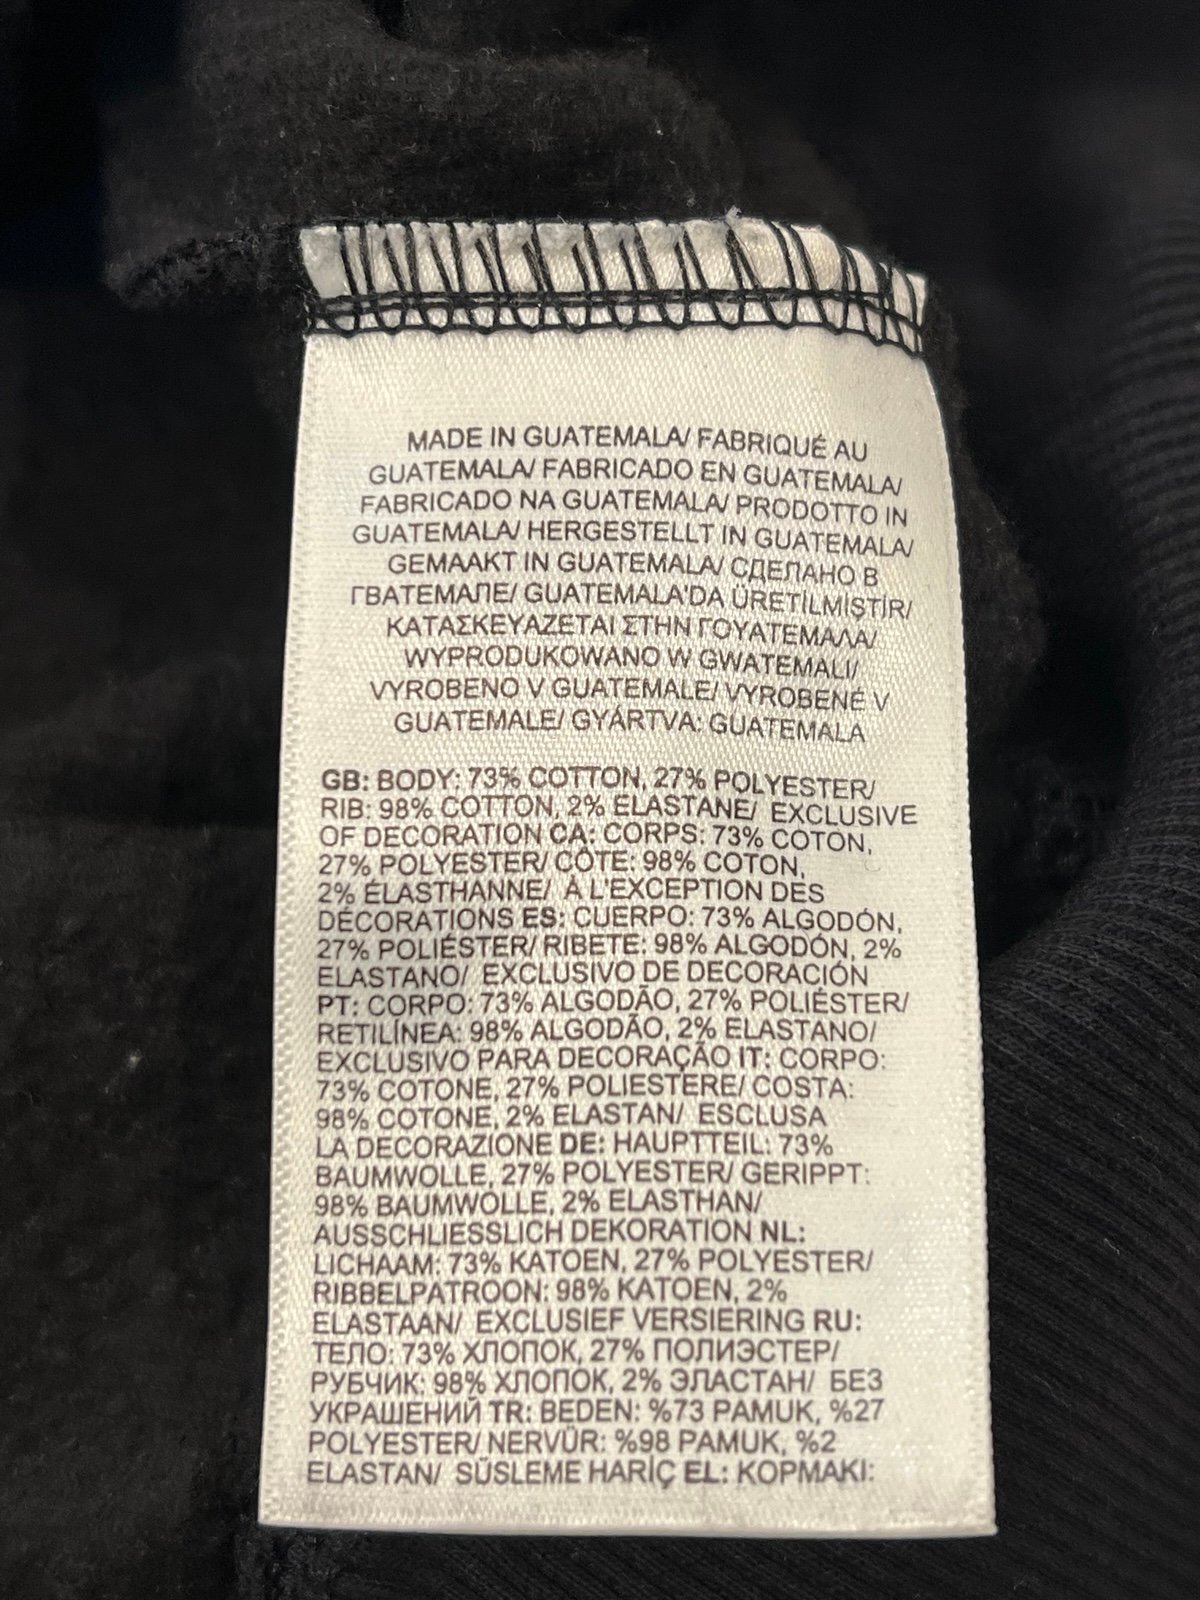 MADE IN GUATEMALA/ FABRIQUÉ AU
GUATEMALA/ FABRICADO EN GUATEMALA/
FABRICADO NA GUATEMALA/ PRODOTTO IN
GUATEMALA/ HERGESTELLT IN GUATEMALA/
GEMAAKT IN GUATEMALA/ СДЕЛАНО В
ГВАТЕМАЛЕ/ GUATEMALA'DA ÜRETİLMİŞTİR/
ΚΑΤΑΣΚΕΥΑΖΕΤΑΙ ΣΤΗΝ ΓΟΥΑΤΕΜΑΛΑ/
WYPRODUKOWANO W GWATEMALI/
VYROBENO V GUATEMALE/ VYROBENÉ V
GUATEMALE/ GYÁRTVA: GUATEMALA
GB: BODY: 73% COTTON, 27% POLYESTER/
RIB: 98% COTTON, 2% ELASTANE/ EXCLUSIVE
OF DECORATION CA: CORPS: 73% COTON,
27% POLYESTER/ CÔTE: 98% COTON,
2% ÉLASTHANNE/ À L'EXCEPTION DES
DÉCORATIONS ES: CUERPO: 73% ALGODÓN,
27% POLIÉSTER/ RIBETE: 98% ALGODÓN, 2%
ELASTANO/ EXCLUSIVO DE DECORACIÓN
PT: CORPO: 73% ALGODÃO, 27% POLIÉSTER/
RETILÍNEA: 98% ALGODÃO, 2% ELASTANO/
EXCLUSIVO PARA DECORAÇÃO IT: CORPO:
73% COTONE, 27% POLIESTERE/ COSTA:
98% COTONE, 2% ELASTAN/ ESCLUSA
LA DECORAZIONE DE: HAUPTTEIL: 73%
BAUMWOLLE, 27% POLYESTER/ GERIPPT:
98% BAUMWOLLE, 2% ELASTHAN/
AUSSCHLIESSLICH DEKORATION NL:
LICHAAM: 73% KATOEN, 27% POLYESTER/
RIBBELPATROON: 98% KATOEN, 2%
ELASTAAN/ EXCLUSIEF VERSIERING RU:
ТЕЛО: 73% ХЛОПОК, 27% ПОЛИЭСТЕР/
РУБЧИК: 98% ХЛОПОК, 2% ЭЛАСТАН/ БЕЗ
УКРАШЕНИЙ TR: BEDEN: %73 PAMUK, %27
POLYESTER/ NERVÜR: %98 PAMUK, %2
ELASTAN/ SÜSLEME HARİÇ EL: ΚΟΡΜΑΚΙ: